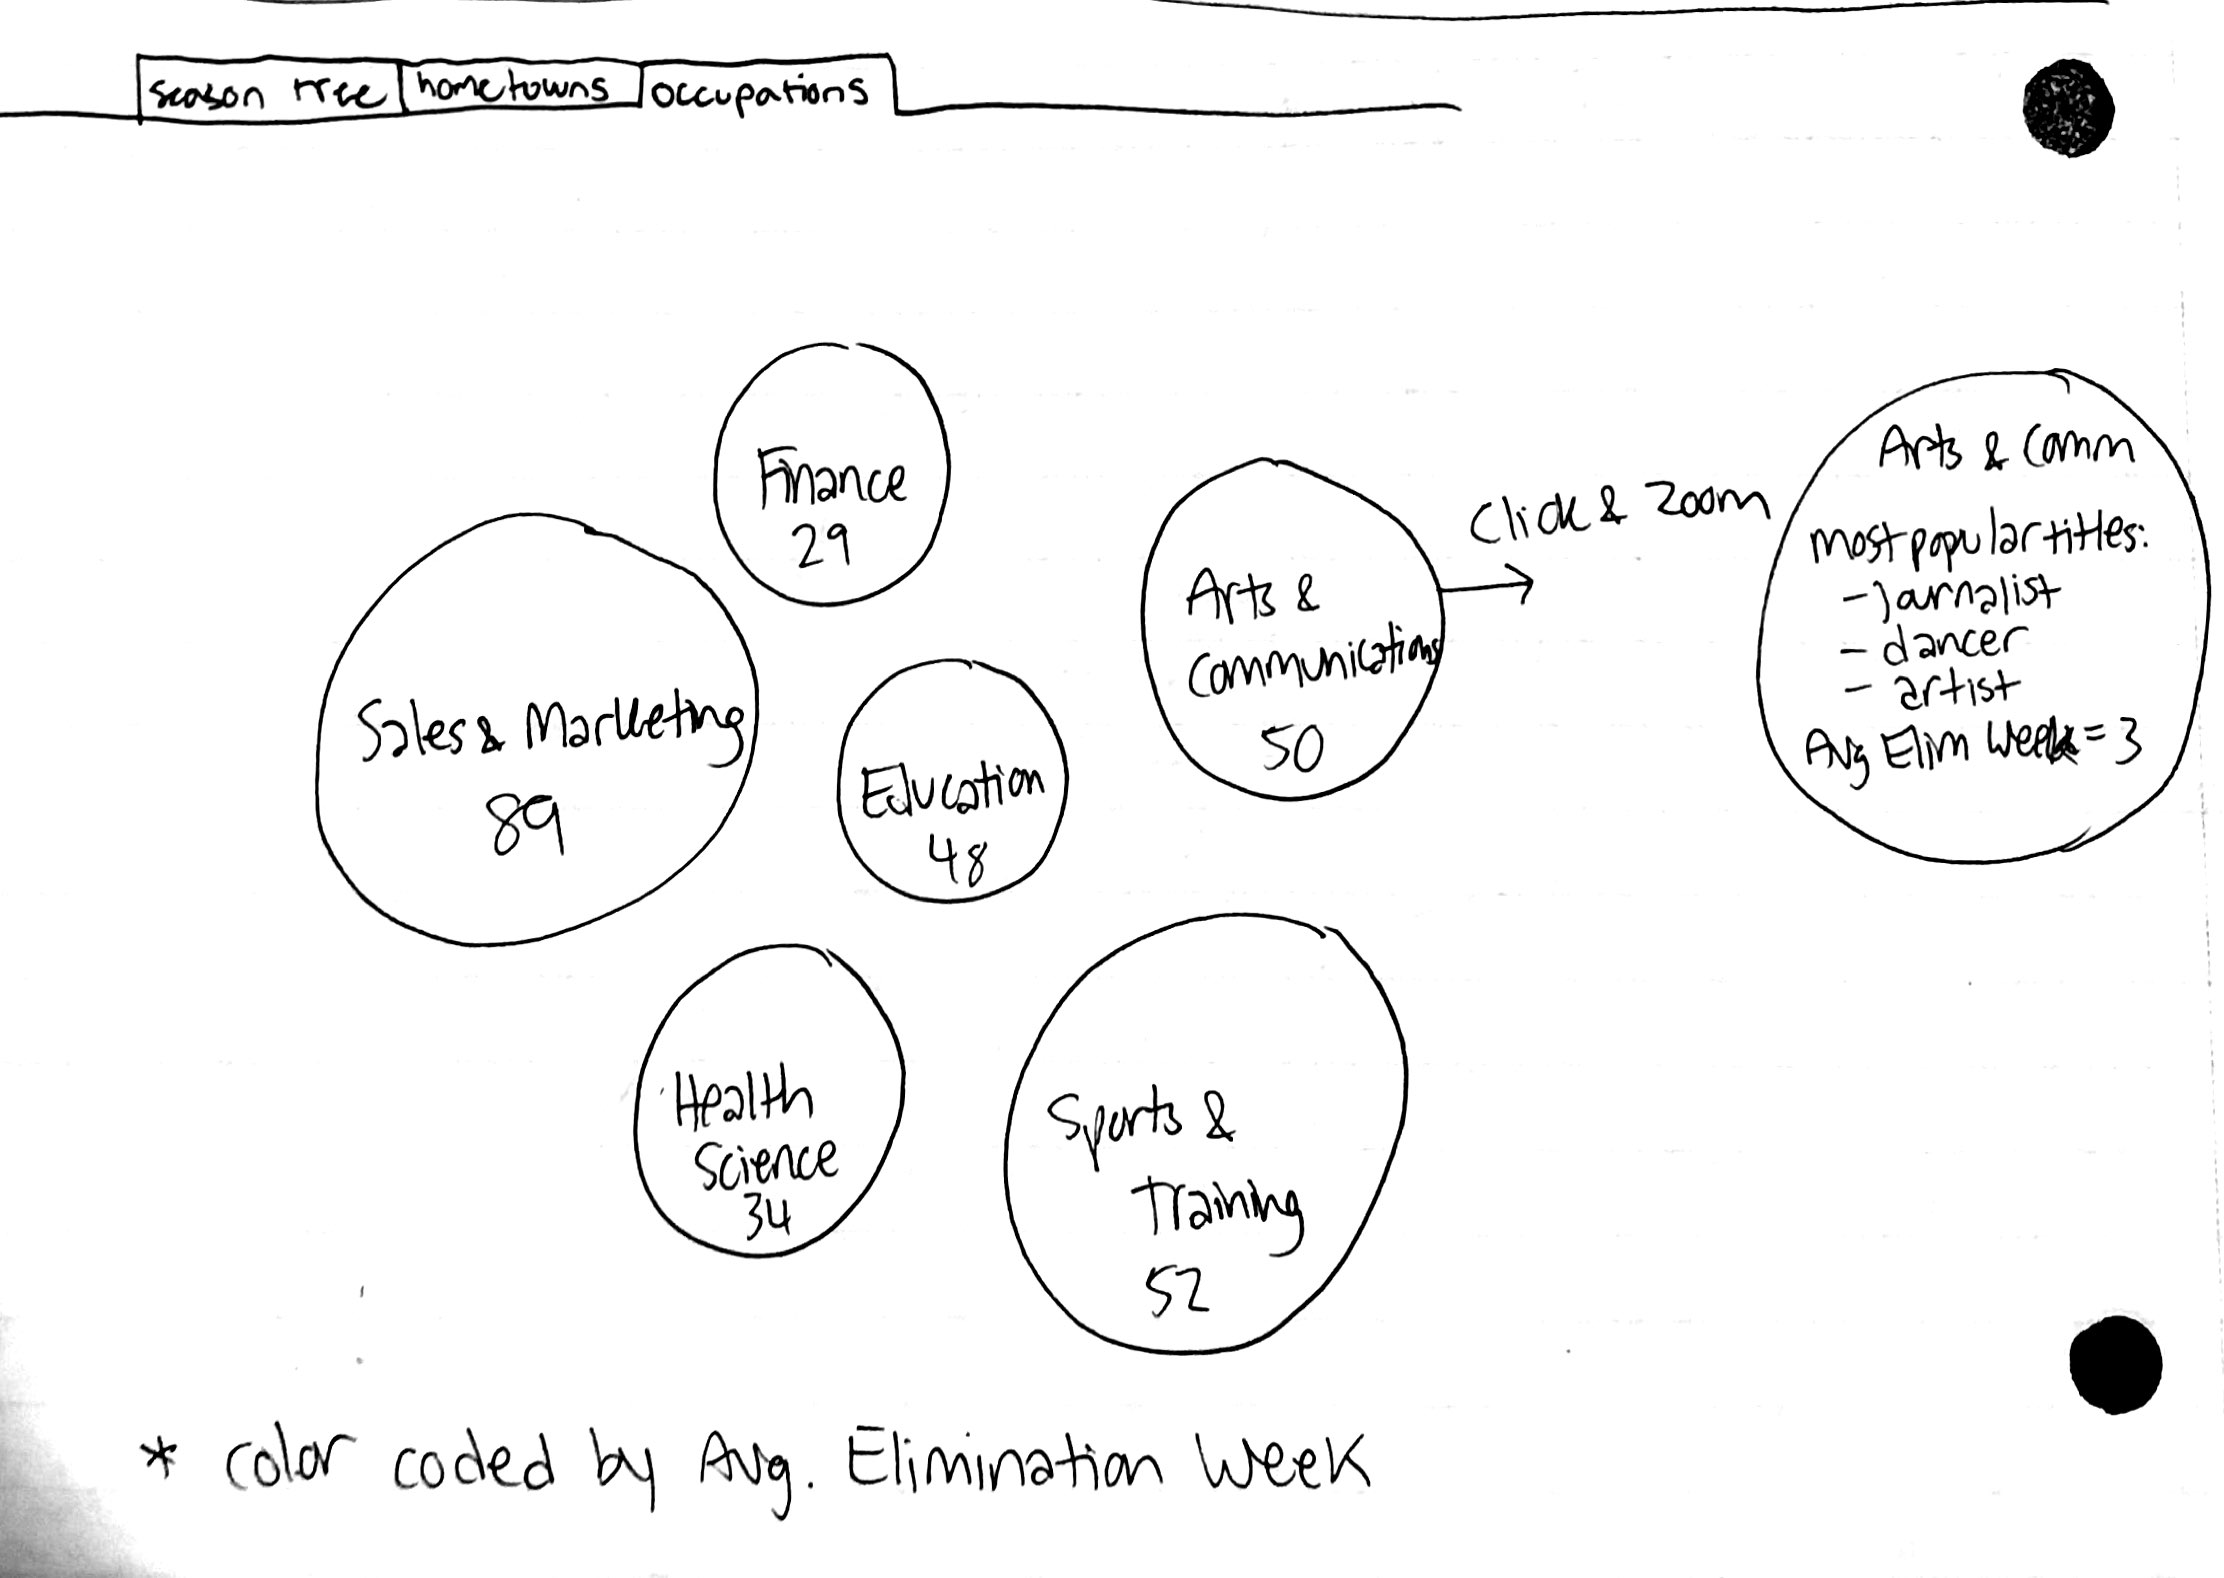 season tree
hometowns
occupations
Finance
29
Sales & Marketing
89
Education
48
Arts &
Communications
50
Click & Zoom
Arts & Comm
most popular titles:
- journalist
- dancer
- artist
Avg Elim Week = 3
Health
Science
34
Sports &
Training
52
* color coded by Avg. Elimination Week